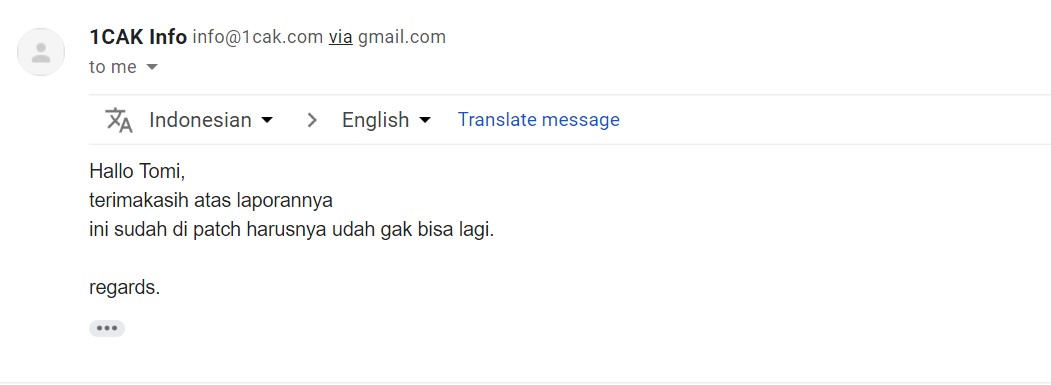 1CAK Info info@1cak.com via gmail.com
to me
Indonesian > English Translate message
Hallo Tomi,
terimakasih atas laporannya
ini sudah di patch harusnya udah gak bisa lagi.
regards.